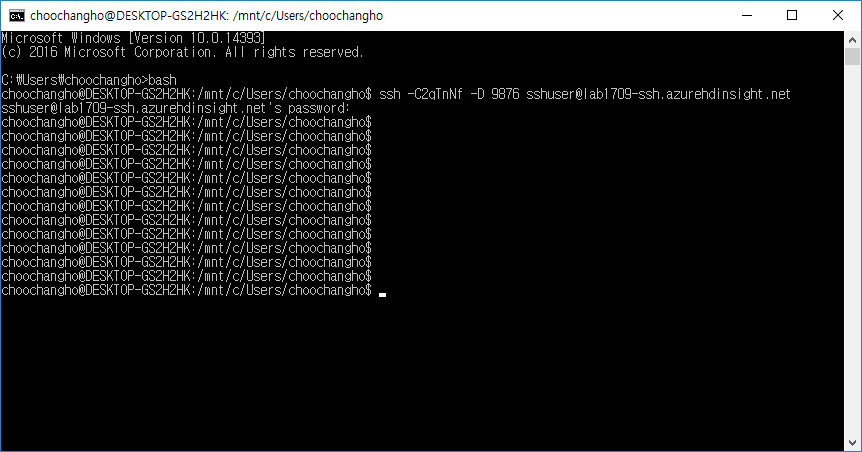 choochangho@DESKTOP-GS2H2HK: /mnt/c/Users/choochangho
Microsoft Windows [Version 10.0.14393]
(c) 2016 Microsoft Corporation. All rights reserved.
C:₩Users₩choochangho>bash
choochangho@DESKTOP-GS2H2HK:/mnt/c/Users/choochangho$ ssh -C2qTnNf -D 9876 sshuser@lab1709-ssh.azurehdinsight.net
sshuser@lab1709-ssh.azurehdinsight.net's password:
choochangho@DESKTOP-GS2H2HK:/mnt/c/Users/choochangho$
choochangho@DESKTOP-GS2H2HK:/mnt/c/Users/choochangho$
choochangho@DESKTOP-GS2H2HK:/mnt/c/Users/choochangho$
choochangho@DESKTOP-GS2H2HK:/mnt/c/Users/choochangho$
choochangho@DESKTOP-GS2H2HK:/mnt/c/Users/choochangho$
choochangho@DESKTOP-GS2H2HK:/mnt/c/Users/choochangho$
choochangho@DESKTOP-GS2H2HK:/mnt/c/Users/choochangho$
choochangho@DESKTOP-GS2H2HK:/mnt/c/Users/choochangho$
choochangho@DESKTOP-GS2H2HK:/mnt/c/Users/choochangho$
choochangho@DESKTOP-GS2H2HK:/mnt/c/Users/choochangho$
choochangho@DESKTOP-GS2H2HK:/mnt/c/Users/choochangho$
choochangho@DESKTOP-GS2H2HK:/mnt/c/Users/choochangho$
choochangho@DESKTOP-GS2H2HK:/mnt/c/Users/choochangho$